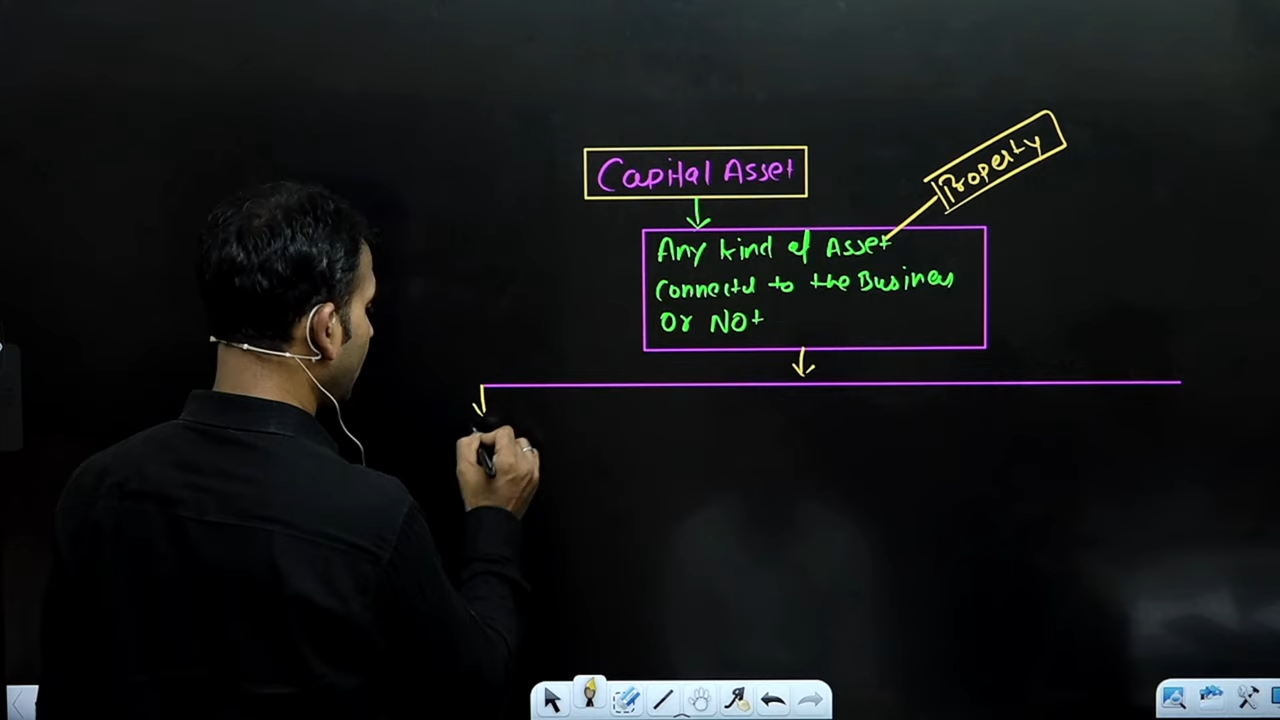 Capital Asset
Property
Any kind of Asset
Connected to the Business
Or Not